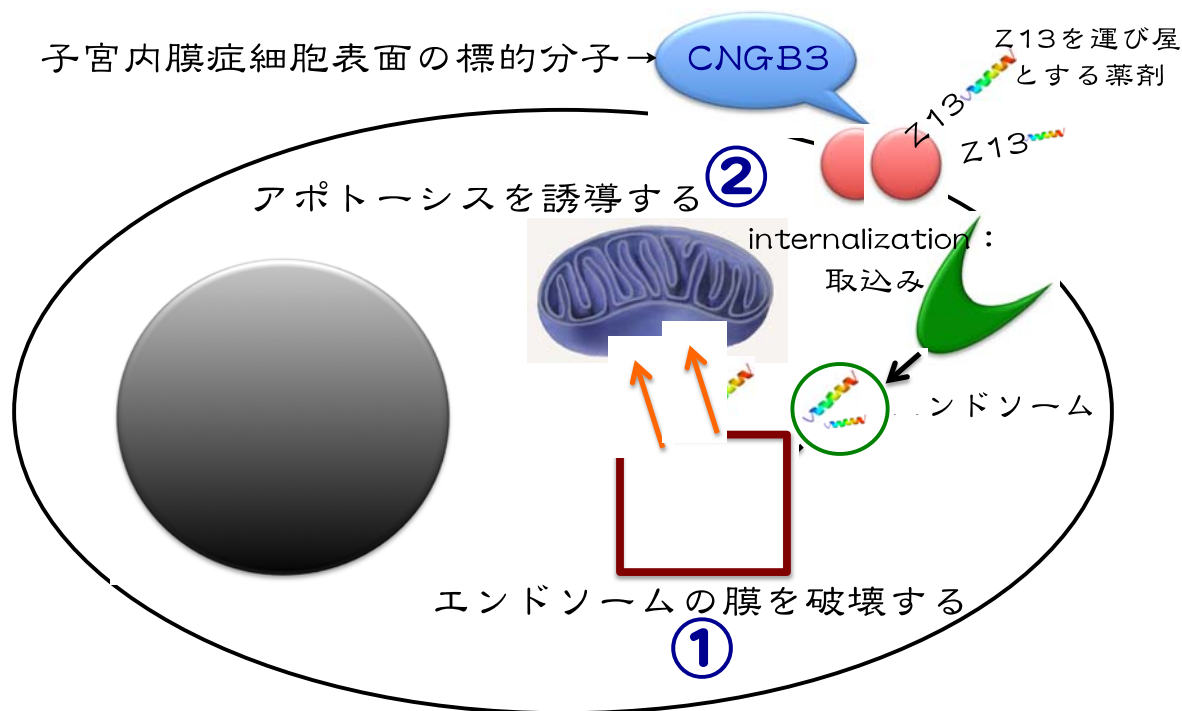 子宮内膜症細胞表面の標的分子→
CNGB3
Z13を運び屋
とする薬剤
Z13
Z13
アポトーシスを誘導する
②
internalization:
取込み
ンドソーム
エンドソームの膜を破壊する
①